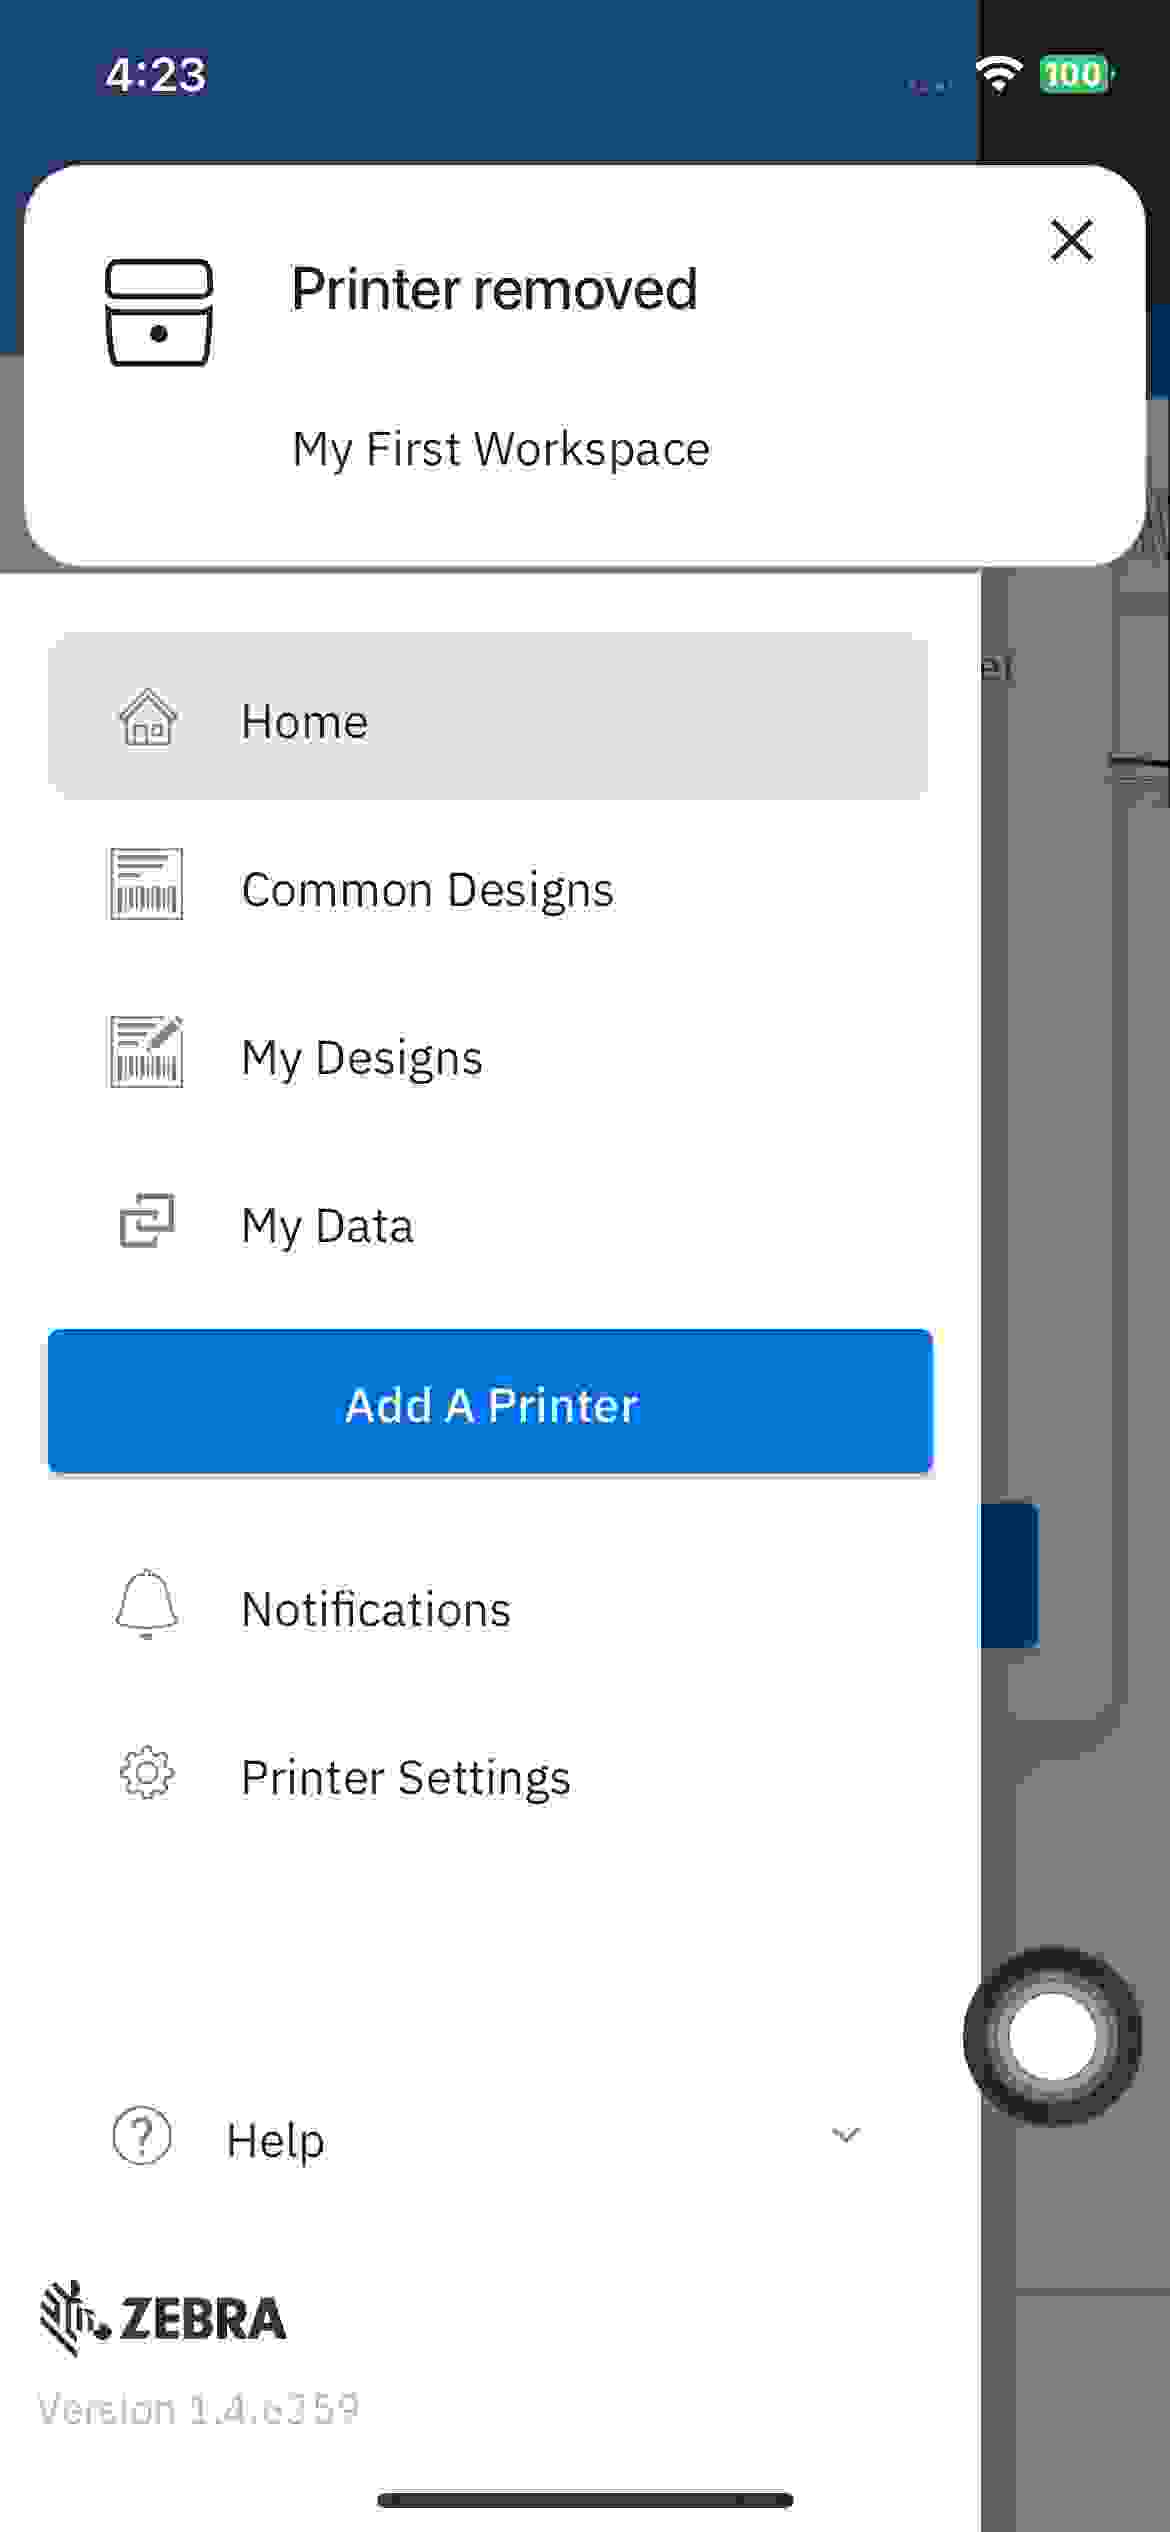 4:23
100
Printer removed
My First Workspace
Home
Common Designs
My Designs
My Data
Add A Printer
Notifications
Printer Settings
Help
ZEBRA
Version 1.4.6359